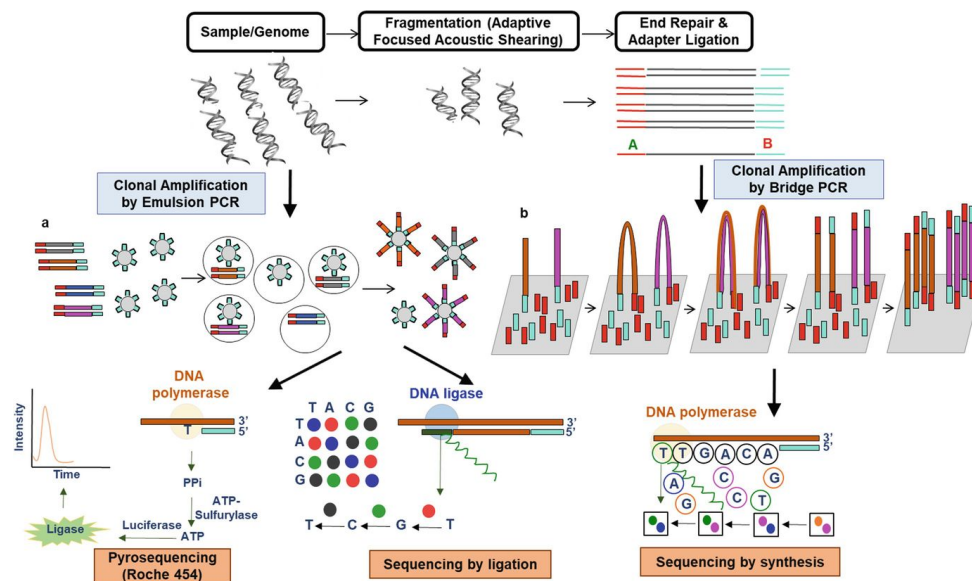 Sample/Genome
Fragmentation (Adaptive
Focused Acoustic Shearing)
End Repair &
Adapter Ligation
A
B
Clonal Amplification
by Emulsion PCR
Clonal Amplification
by Bridge PCR
a
b
Intensity
Time
DNA
polymerase
T
3’
5’
PPi
ATP-
Sulfurylase
Luciferase
ATP
Ligase
Pyrosequencing
(Roche 454)
T A C G
T
A
C
G
DNA ligase
3’
5’
T C G T
Sequencing by ligation
DNA polymerase
3’
5’
T T G A C A
A C G
G C T
Sequencing by synthesis